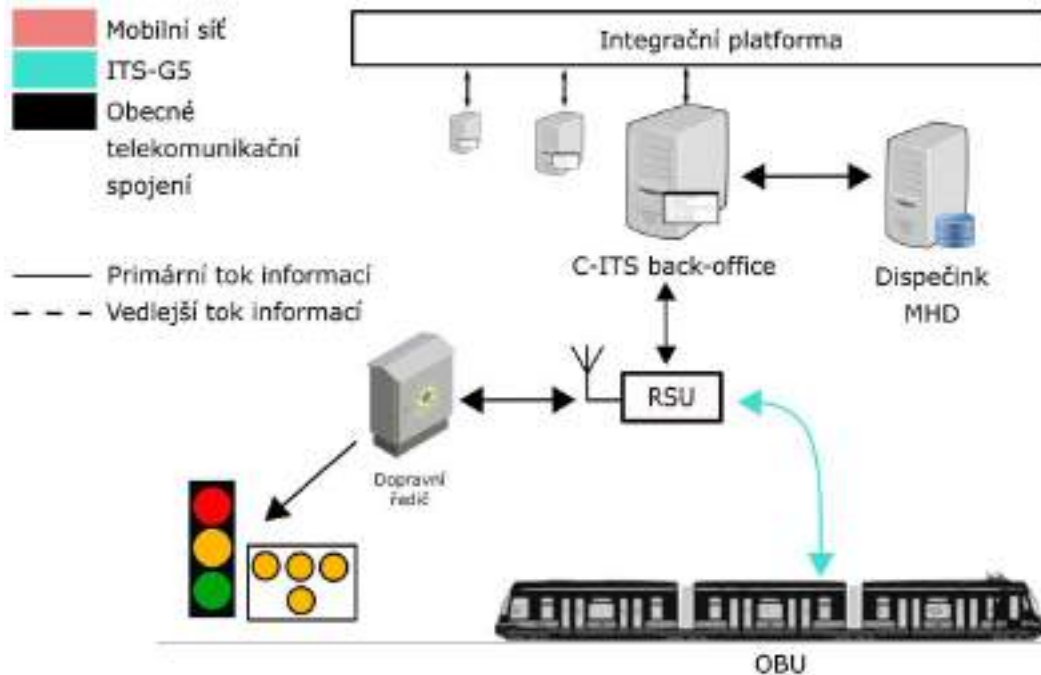 Mobilní síť
ITS-G5
Obecné
telekomunikační
spojení
Primární tok informací
Vedlejší tok informací
Integrační platforma
C-ITS back-office
Dispečink
MHD
RSU
Dopravní
ředič
OBU